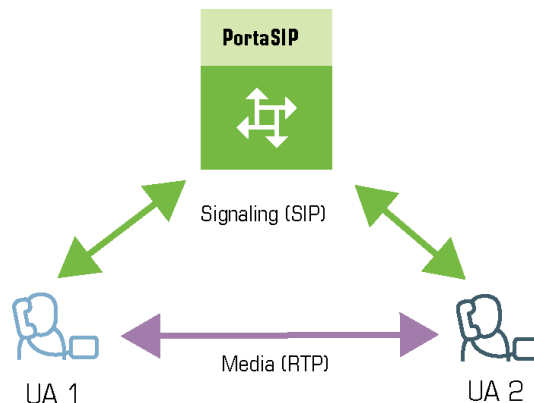 PortaSIP
Signaling (SIP)
Media (RTP)
UA 1
UA 2